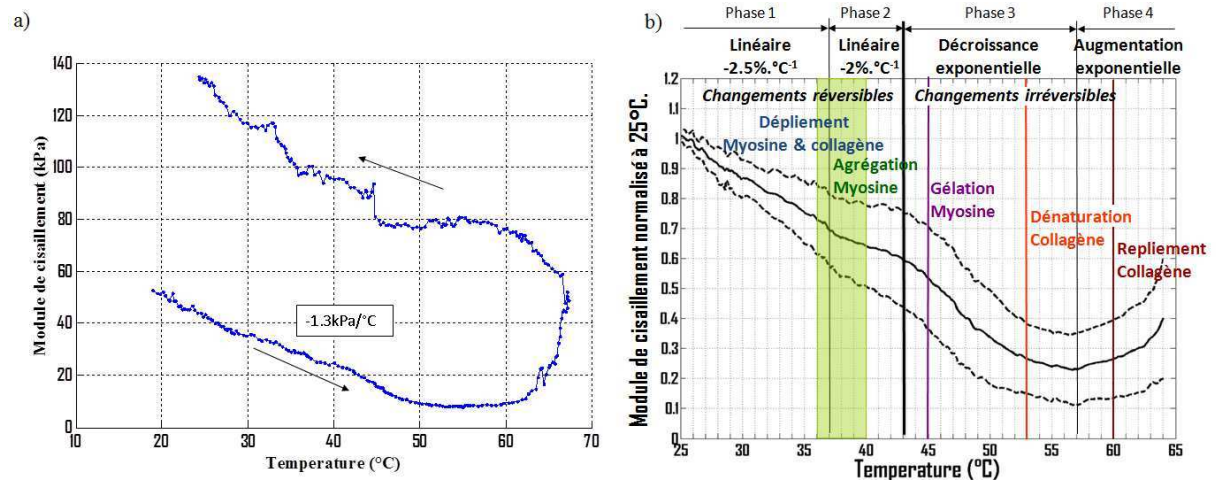 a)
Module de cisaillement (kPa)
140
120
100
80
60
40
20
0
-1.3kPa/°C
10 20 30 40 50 60 70
Temperature (°C)
b)
Phase 1 Phase 2 Phase 3 Phase 4
Linéaire Linéaire Décroissance Augmentation
-2.5%.°C⁻¹ -2%.°C⁻¹ exponentielle exponentielle
Module de cisaillement normalisé à 25°C.
1.2
1.1
1
0.9
0.8
0.7
0.6
0.5
0.4
0.3
0.2
0.1
Changements réversibles Changements irréversibles
Dépliement
Myosine & collagène
Agrégation
Myosine
Gélation
Myosine
Dénaturation
Collagène
Repliement
Collagène
25 30 35 40 45 50 55 60 65
Temperature (°C)